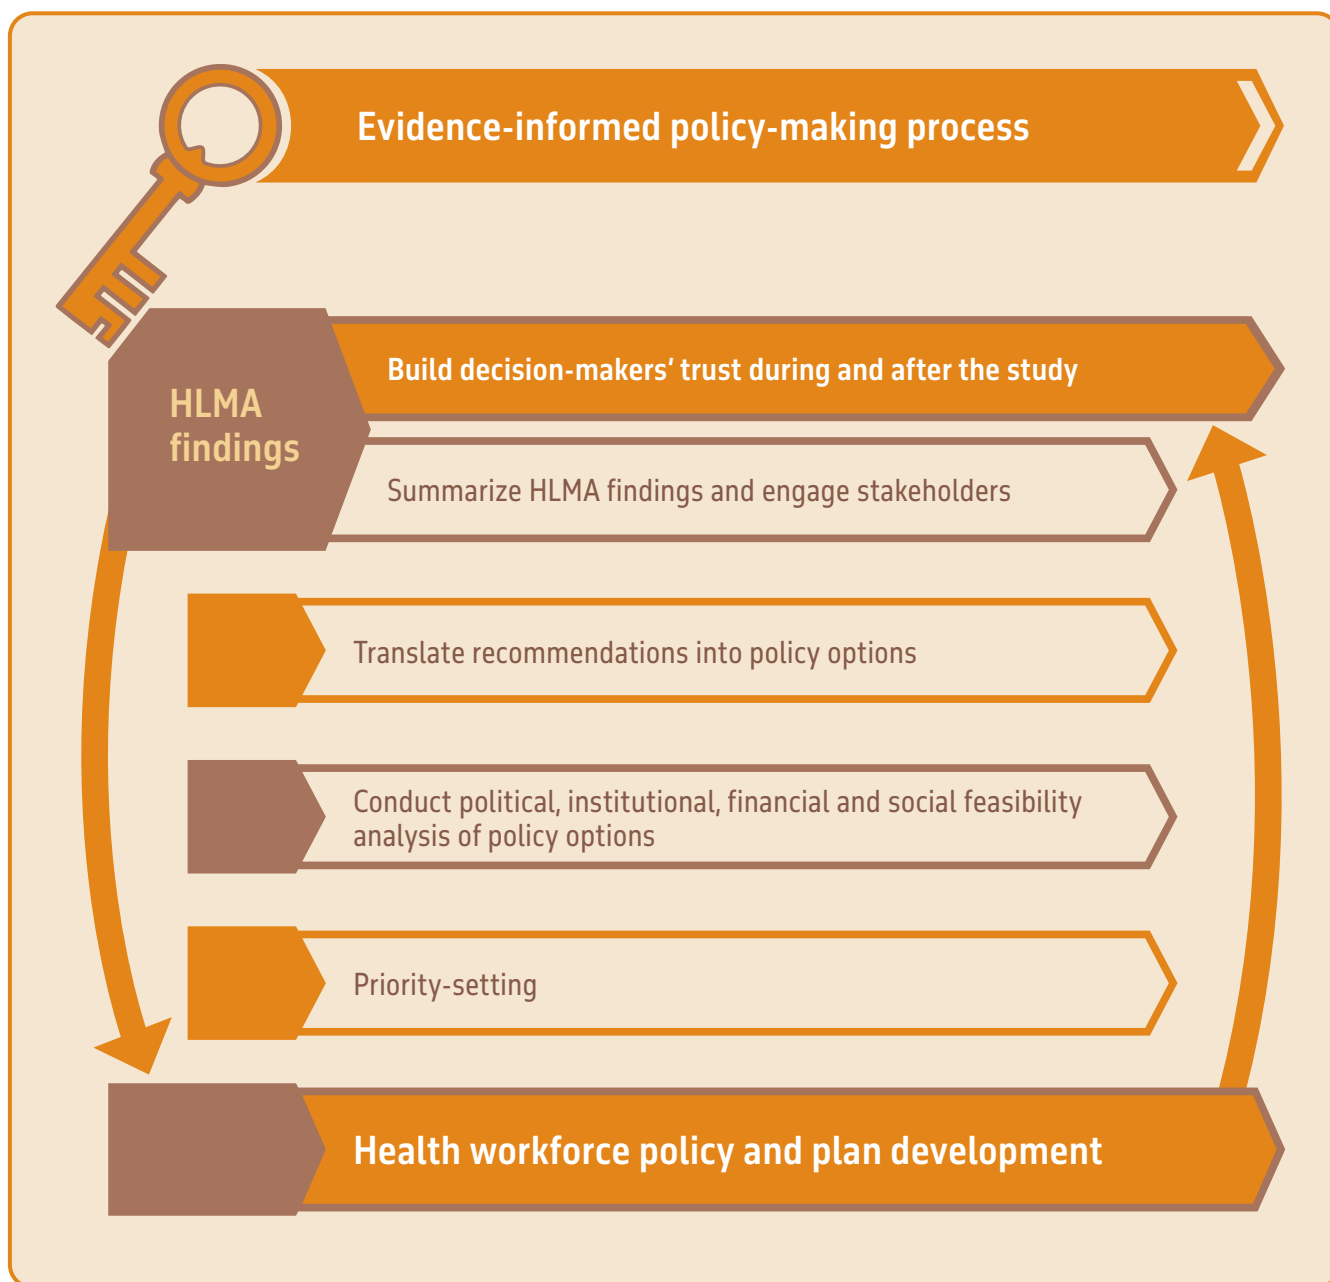 Evidence-informed policy-making process
HLMA
findings
Build decision-makers’ trust during and after the study
Summarize HLMA findings and engage stakeholders
Translate recommendations into policy options
Conduct political, institutional, financial and social feasibility
analysis of policy options
Priority-setting
Health workforce policy and plan development